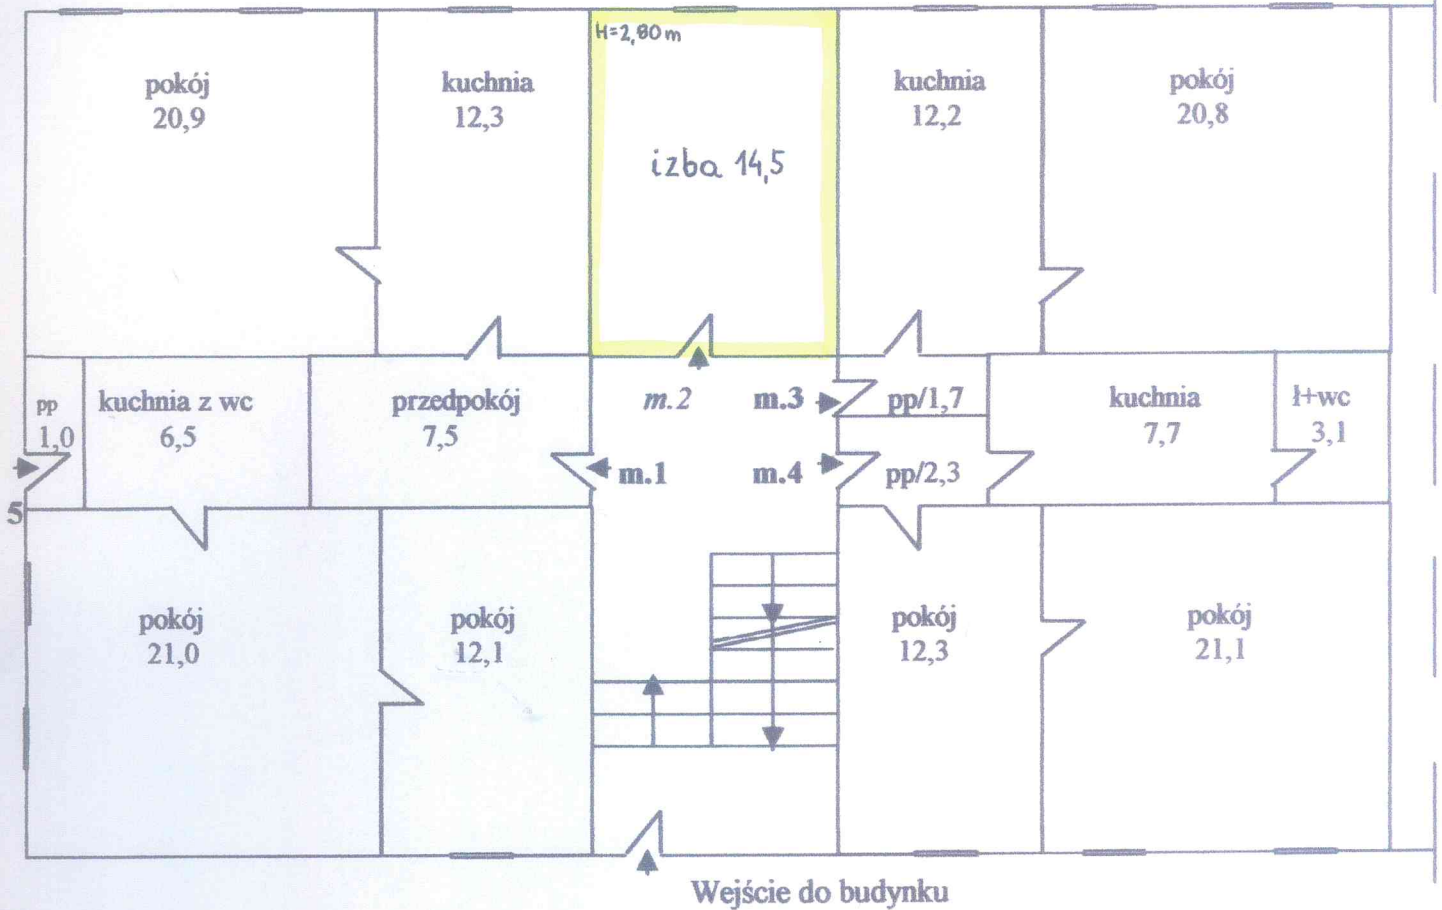 H=2,80 m
pokój
20,9
kuchnia
12,3
izba 14,5
kuchnia
12,2
pokój
20,8
pp
1,0
kuchnia z wc
6,5
przedpokój
7,5
m.2
m.3
pp/1,7
kuchnia
7,7
ł+wc
3,1
m.1
m.4
pp/2,3
5
pokój
21,0
pokój
12,1
pokój
12,3
pokój
21,1
Wejście do budynku